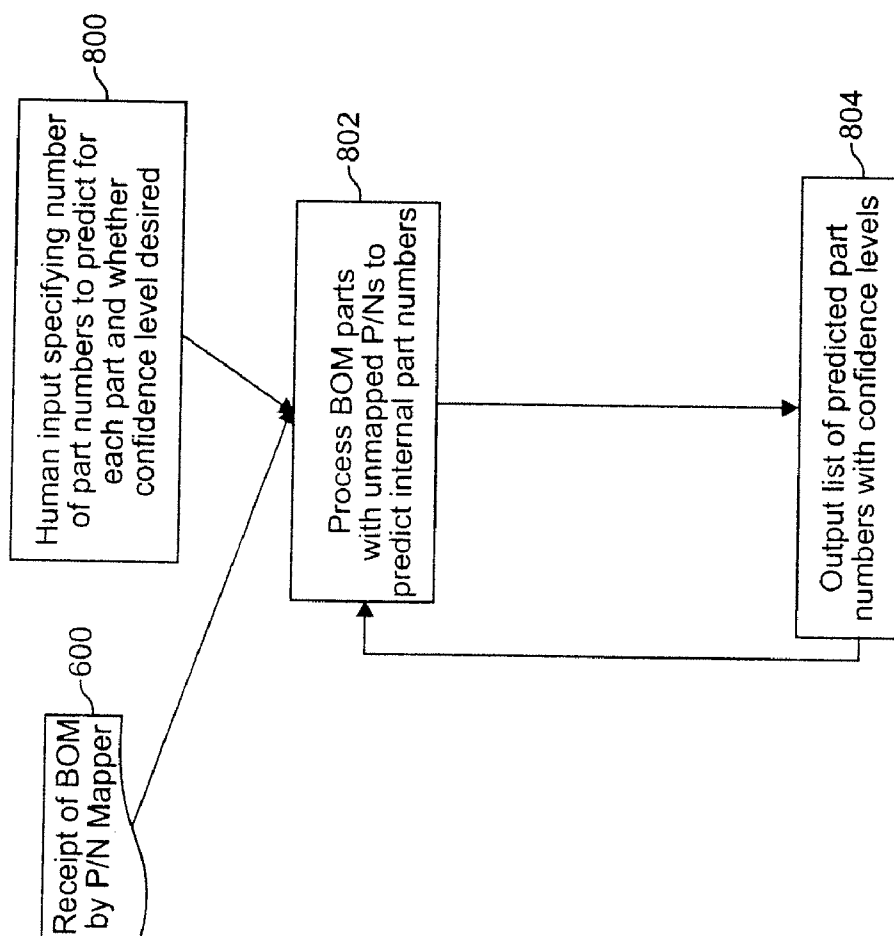 Receipt of BOM
by P/N Mapper
600
Human input specifying number
of part numbers to predict for
each part and whether
confidence level desired
800
Process BOM parts
with unmapped P/Ns to
predict internal part numbers
802
Output list of predicted part
numbers with confidence levels
804